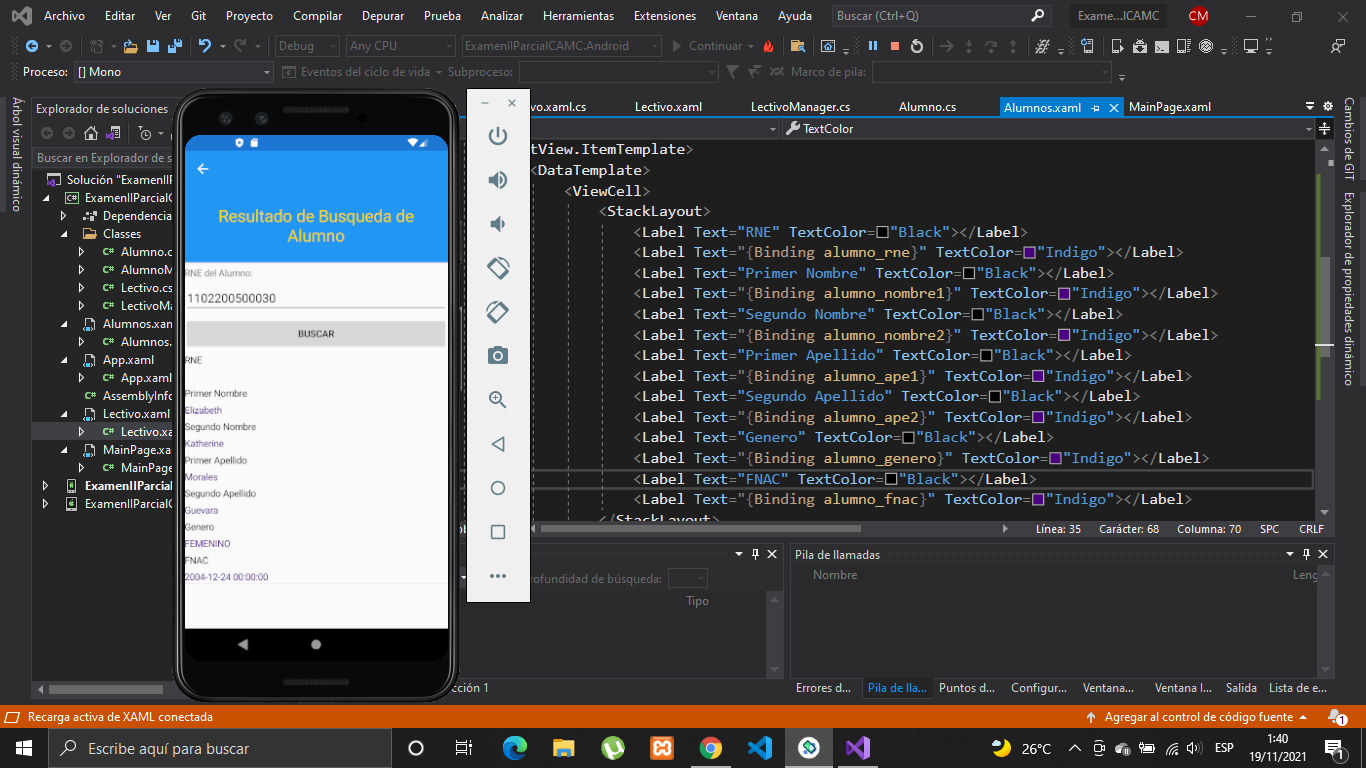 Archivo Editar Ver Git Proyecto Compilar Depurar Prueba Analizar Herramientas Extensiones Ventana Ayuda Buscar (Ctrl+Q) Exame...ICAMC CM
Debug Any CPU ExamenIIParcialCAMC.Android Continuar
Proceso: [] Mono Eventos del ciclo de vida Subproceso: Marco de pila:
Árbol visual dinámico
Explorador de soluciones
Buscar en Explorador de s
Solución "ExamenII
ExamenIIParcialC
Dependencia
Classes
Alumno.c
AlumnoM
Lectivo.cs
LectivoMa
Alumnos.xam
Alumnos.
App.xaml
App.xaml
AssemblyInfo
Lectivo.xaml
Lectivo.xa
MainPage.xa
MainPage
ExamenIIParcial
ExamenIIParcialC
Resultado de Busqueda de
Alumno
RNE del Alumno:
1102200500030
BUSCAR
RNE
Primer Nombre
Elizabeth
Segundo Nombre
Katherine
Primer Apellido
Morales
Segundo Apellido
Guevara
Genero
FEMENINO
FNAC
2004-12-24 00:00:00
vo.xaml.cs Lectivo.xaml LectivoManager.cs Alumno.cs Alumnos.xaml MainPage.xaml
TextColor
tView.ItemTemplate>
<DataTemplate>
<ViewCell>
<StackLayout>
<Label Text="RNE" TextColor="Black"></Label>
<Label Text="{Binding alumno_rne}" TextColor="Indigo"></Label>
<Label Text="Primer Nombre" TextColor="Black"></Label>
<Label Text="{Binding alumno_nombre1}" TextColor="Indigo"></Label>
<Label Text="Segundo Nombre" TextColor="Black"></Label>
<Label Text="{Binding alumno_nombre2}" TextColor="Indigo"></Label>
<Label Text="Primer Apellido" TextColor="Black"></Label>
<Label Text="{Binding alumno_ape1}" TextColor="Indigo"></Label>
<Label Text="Segundo Apellido" TextColor="Black"></Label>
<Label Text="{Binding alumno_ape2}" TextColor="Indigo"></Label>
<Label Text="Genero" TextColor="Black"></Label>
<Label Text="{Binding alumno_genero}" TextColor="Indigo"></Label>
<Label Text="FNAC" TextColor="Black"></Label>
<Label Text="{Binding alumno_fnac}" TextColor="Indigo"></Label>
</StackLayout>
Línea: 35 Carácter: 68 Columna: 70 SPC CRLF
rofundidad de búsqueda:
Tipo
Pila de llamadas
Nombre Leng
cción 1
Errores d... Pila de lla... Puntos d... Configur... Ventana... Ventana I... Salida Lista de e...
Cambios de GIT
Explorador de propiedades dinámico
Recarga activa de XAML conectada Agregar al control de código fuente 1
Escribe aquí para buscar
26°C ESP 1:40
19/11/2021 1